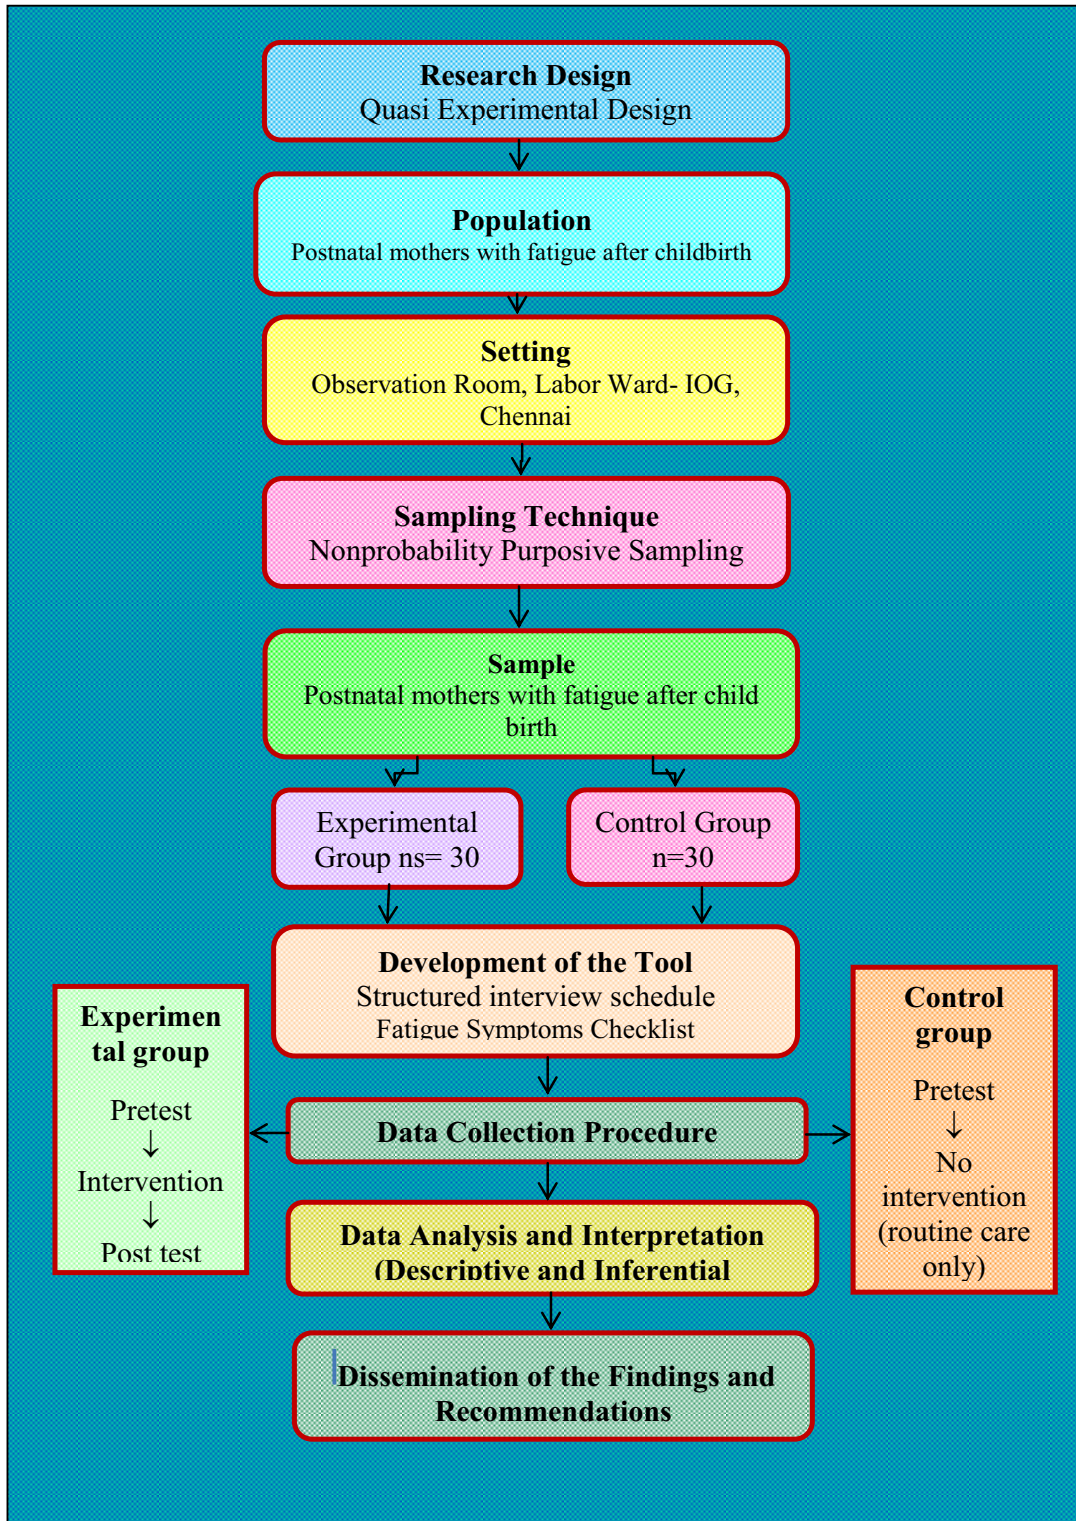 Research Design
Quasi Experimental Design
Population
Postnatal mothers with fatigue after childbirth
Setting
Observation Room, Labor Ward- IOG,
Chennai
Sampling Technique
Nonprobability Purposive Sampling
Sample
Postnatal mothers with fatigue after child
birth
Experimental
Group ns= 30
Control Group
n=30
Development of the Tool
Structured interview schedule
Fatigue Symptoms Checklist
Experimen
tal group
Pretest
↓
Intervention
↓
Post test
Control
group
Pretest
↓
No
intervention
(routine care
only)
Data Collection Procedure
Data Analysis and Interpretation
(Descriptive and Inferential
Dissemination of the Findings and
Recommendations